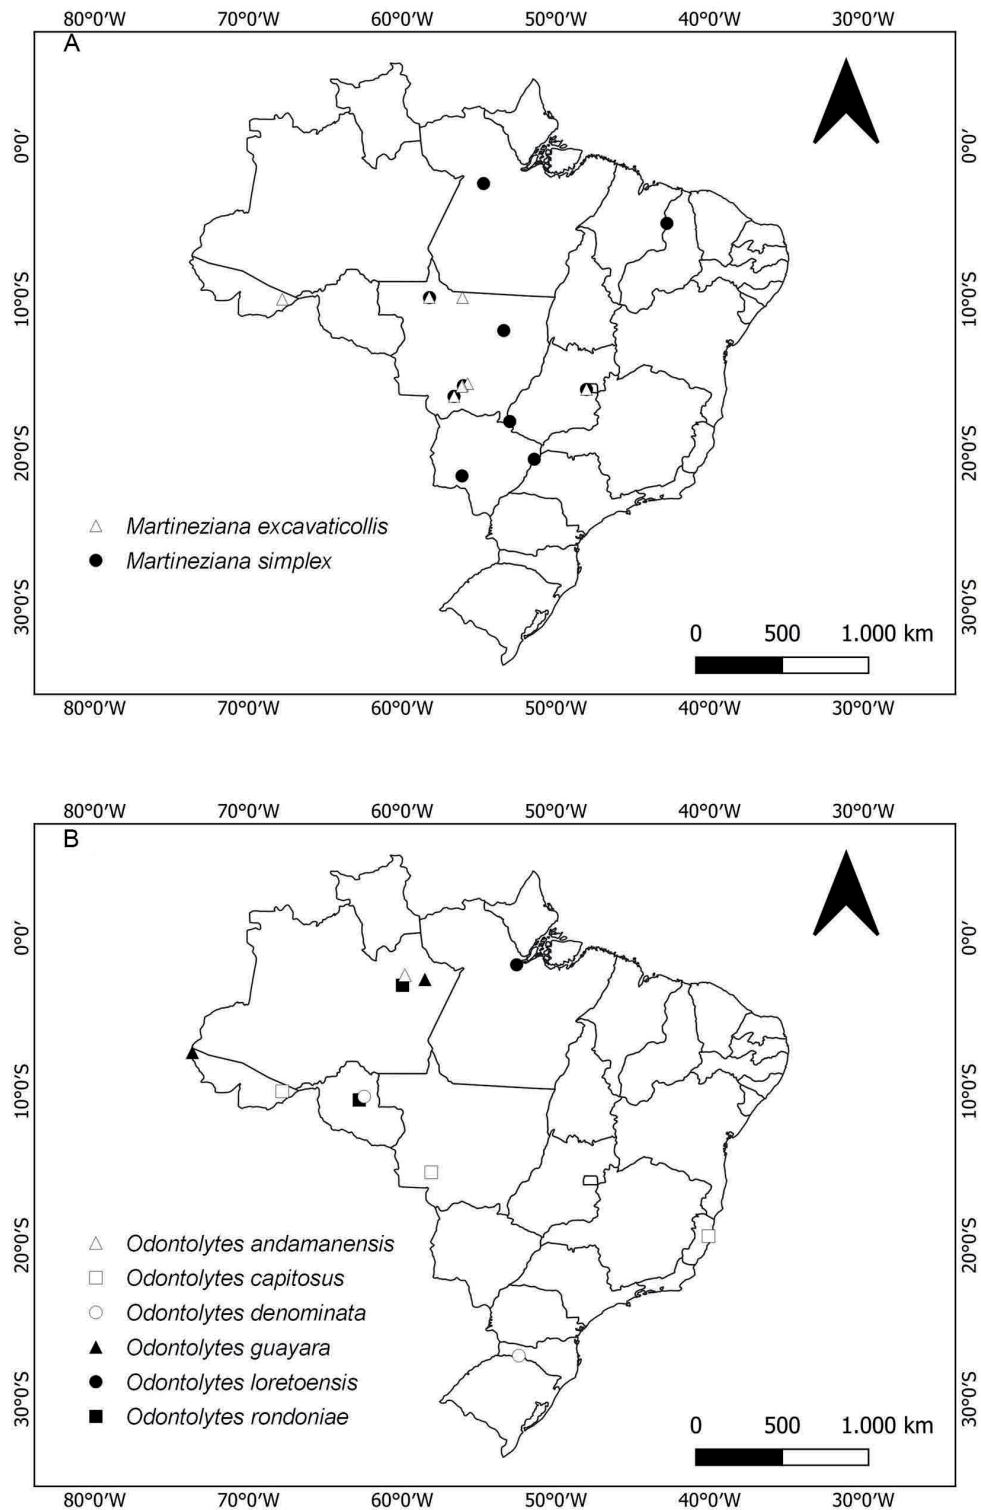 80°0'W 70°0'W 60°0'W 50°0'W 40°0'W 30°0'W
A
0°0' 0°0'
10°0'S 10°0'S
20°0'S 20°0'S
Martineziana excavaticollis
Martineziana simplex
30°0'S 30°0'S
0 500 1.000 km
80°0'W 70°0'W 60°0'W 50°0'W 40°0'W 30°0'W
80°0'W 70°0'W 60°0'W 50°0'W 40°0'W 30°0'W
B
0°0' 0°0'
10°0'S 10°0'S
20°0'S 20°0'S
Odontolytes andamanensis
Odontolytes capitosus
Odontolytes denominata
Odontolytes guayara
Odontolytes loretoensis
Odontolytes rondoniae
30°0'S 30°0'S
0 500 1.000 km
80°0'W 70°0'W 60°0'W 50°0'W 40°0'W 30°0'W